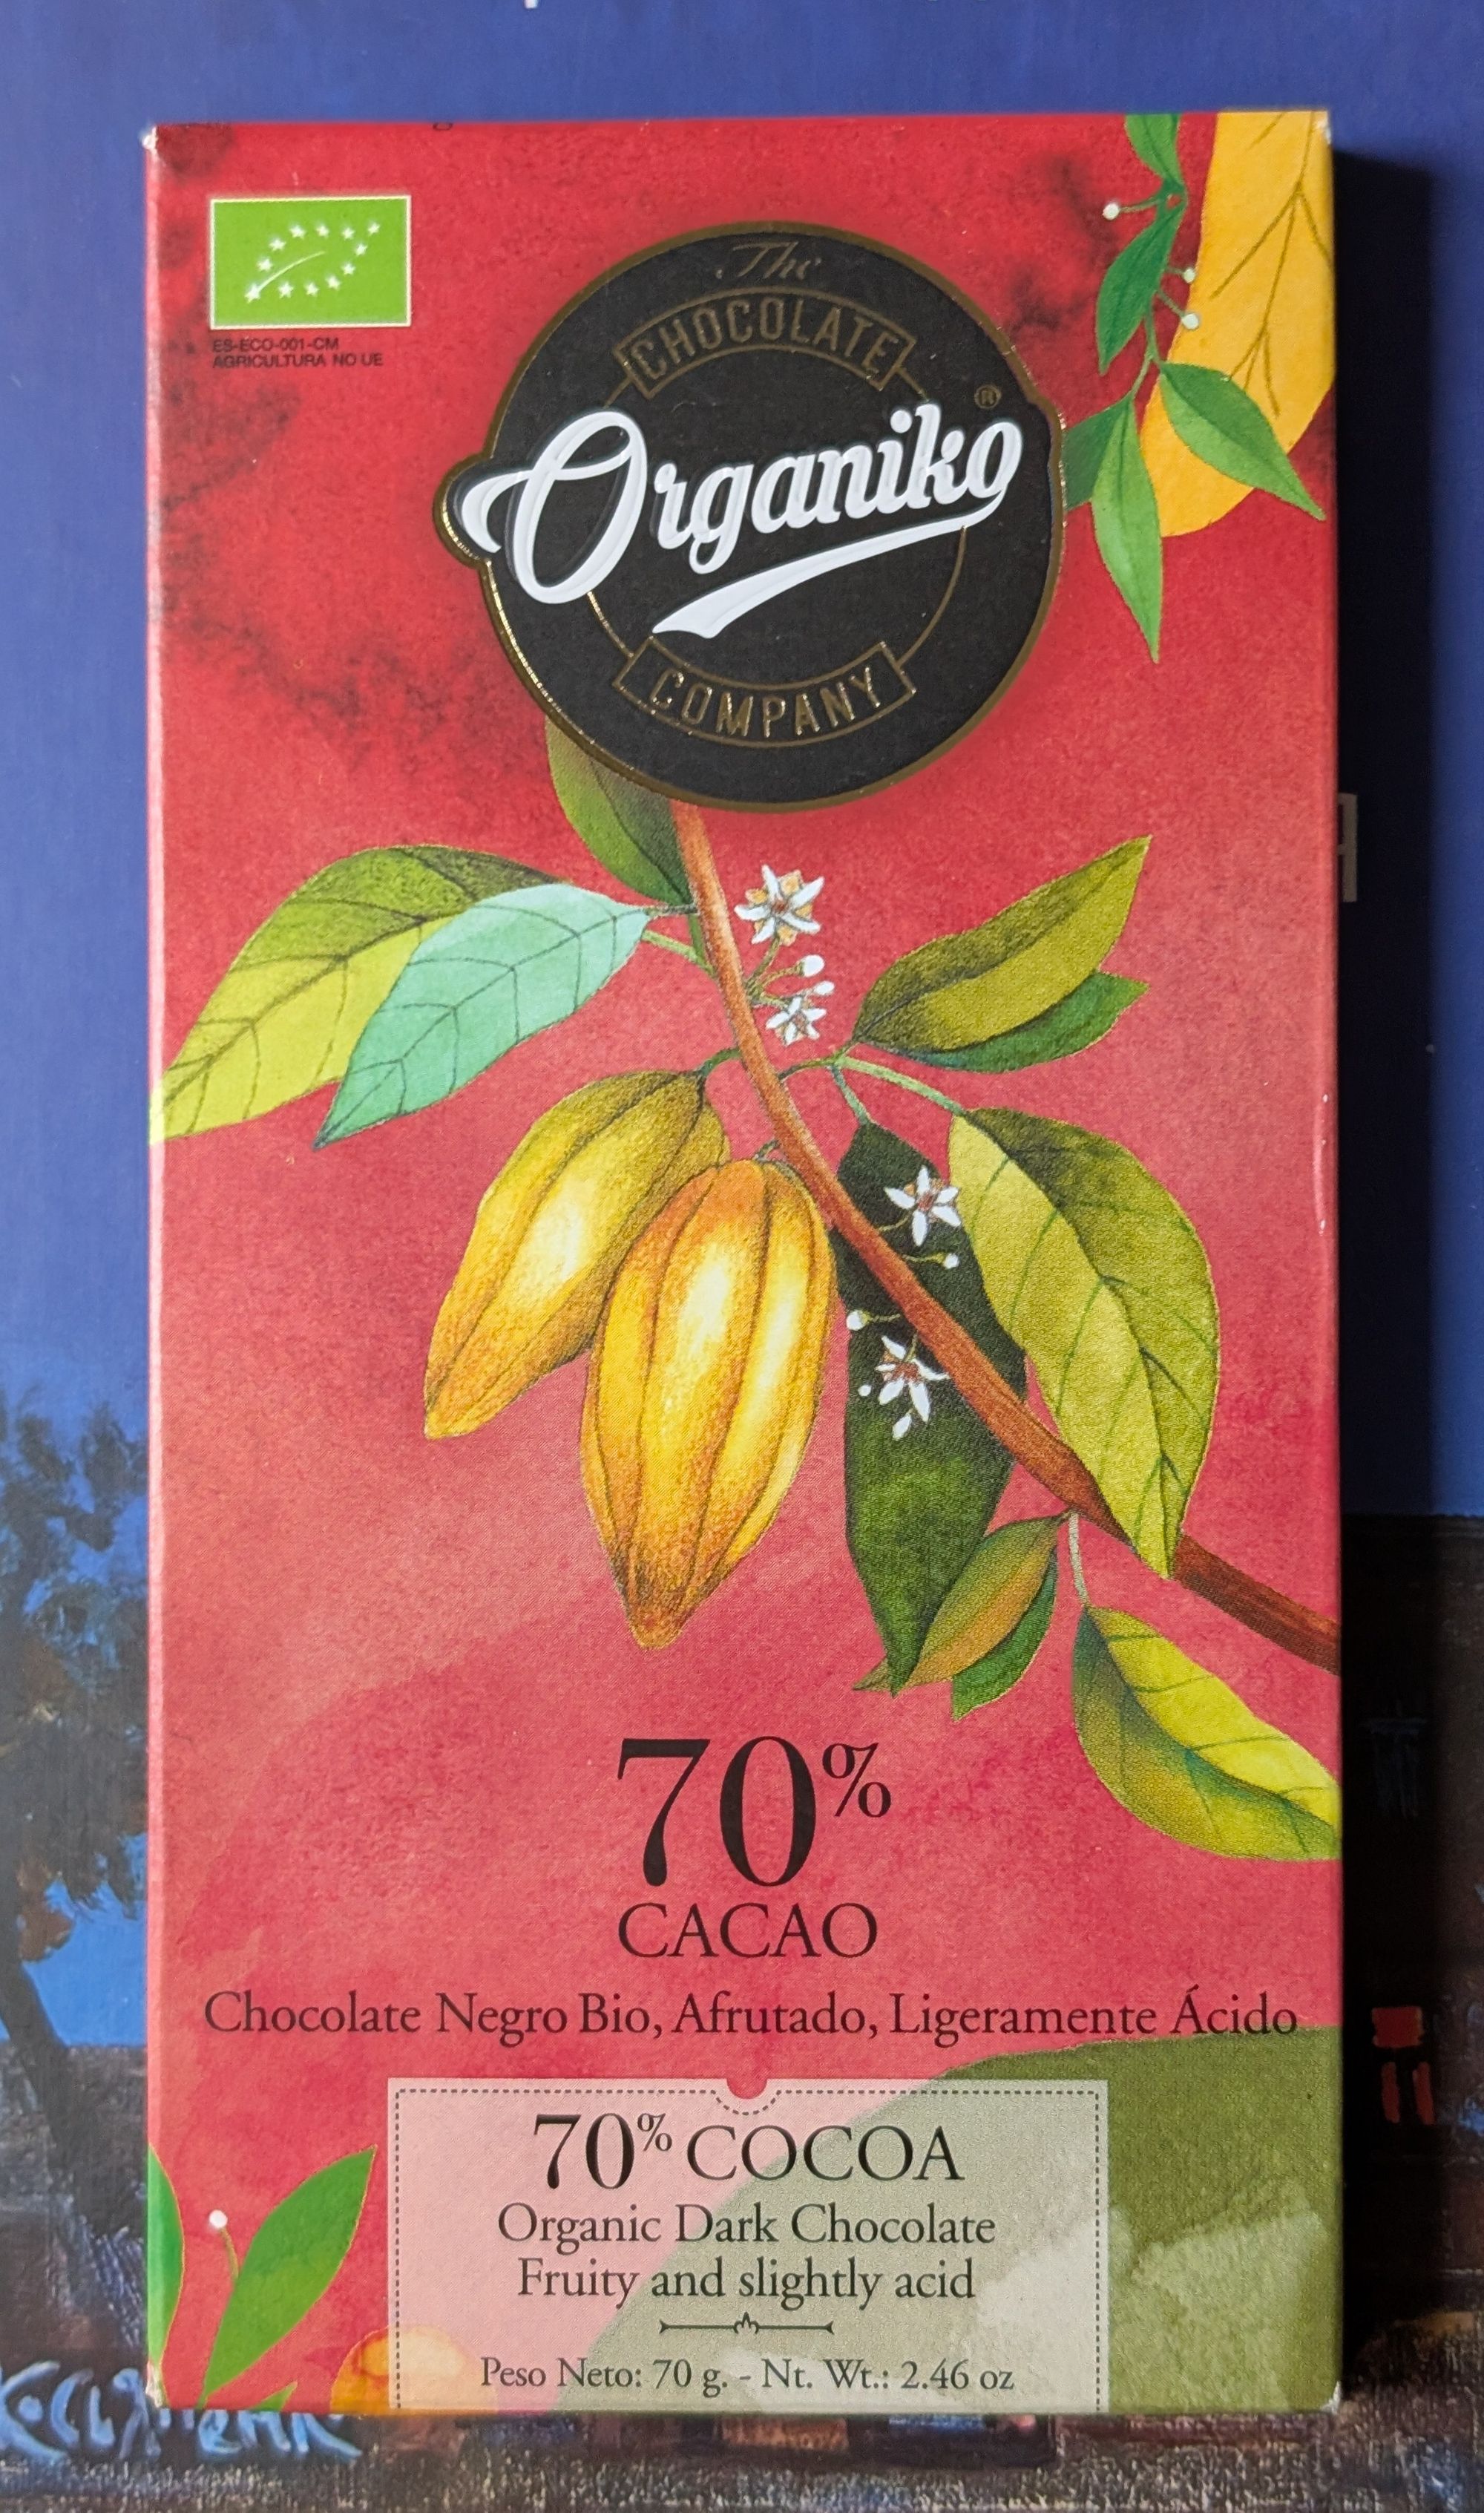 ES-ECO-001-CM
AGRICULTURA NO UE
The
CHOCOLATE
Organiko
®
COMPANY
70%
CACAO
Chocolate Negro Bio, Afrutado, Ligeramente Ácido
70% COCOA
Organic Dark Chocolate
Fruity and slightly acid
Peso Neto: 70 g. - Nt. Wt.: 2.46 oz